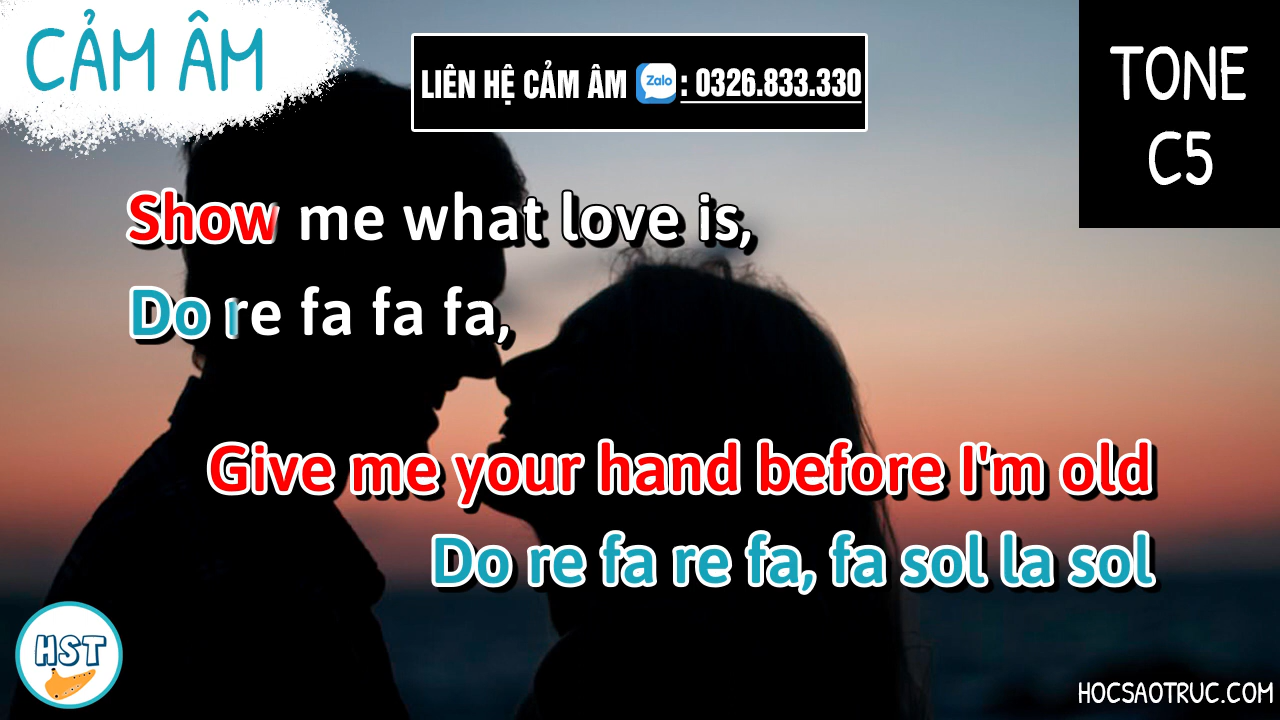 CẢM ÂM
LIÊN HỆ CẢM ÂM Zalo : 0326.833.330
TONE
C5
Show me what love is,
Do re fa fa fa,
Give me your hand before I'm old
Do re fa re fa, fa sol la sol
HST
HOCSAOTRUC.COM